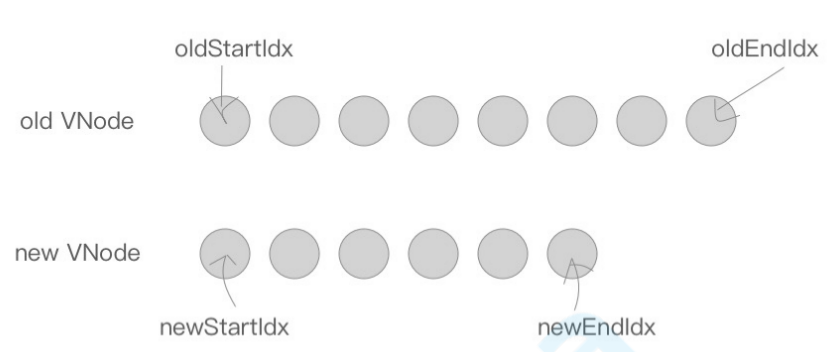 oldStartIdx
oldEndIdx
old VNode
new VNode
newStartIdx
newEndIdx